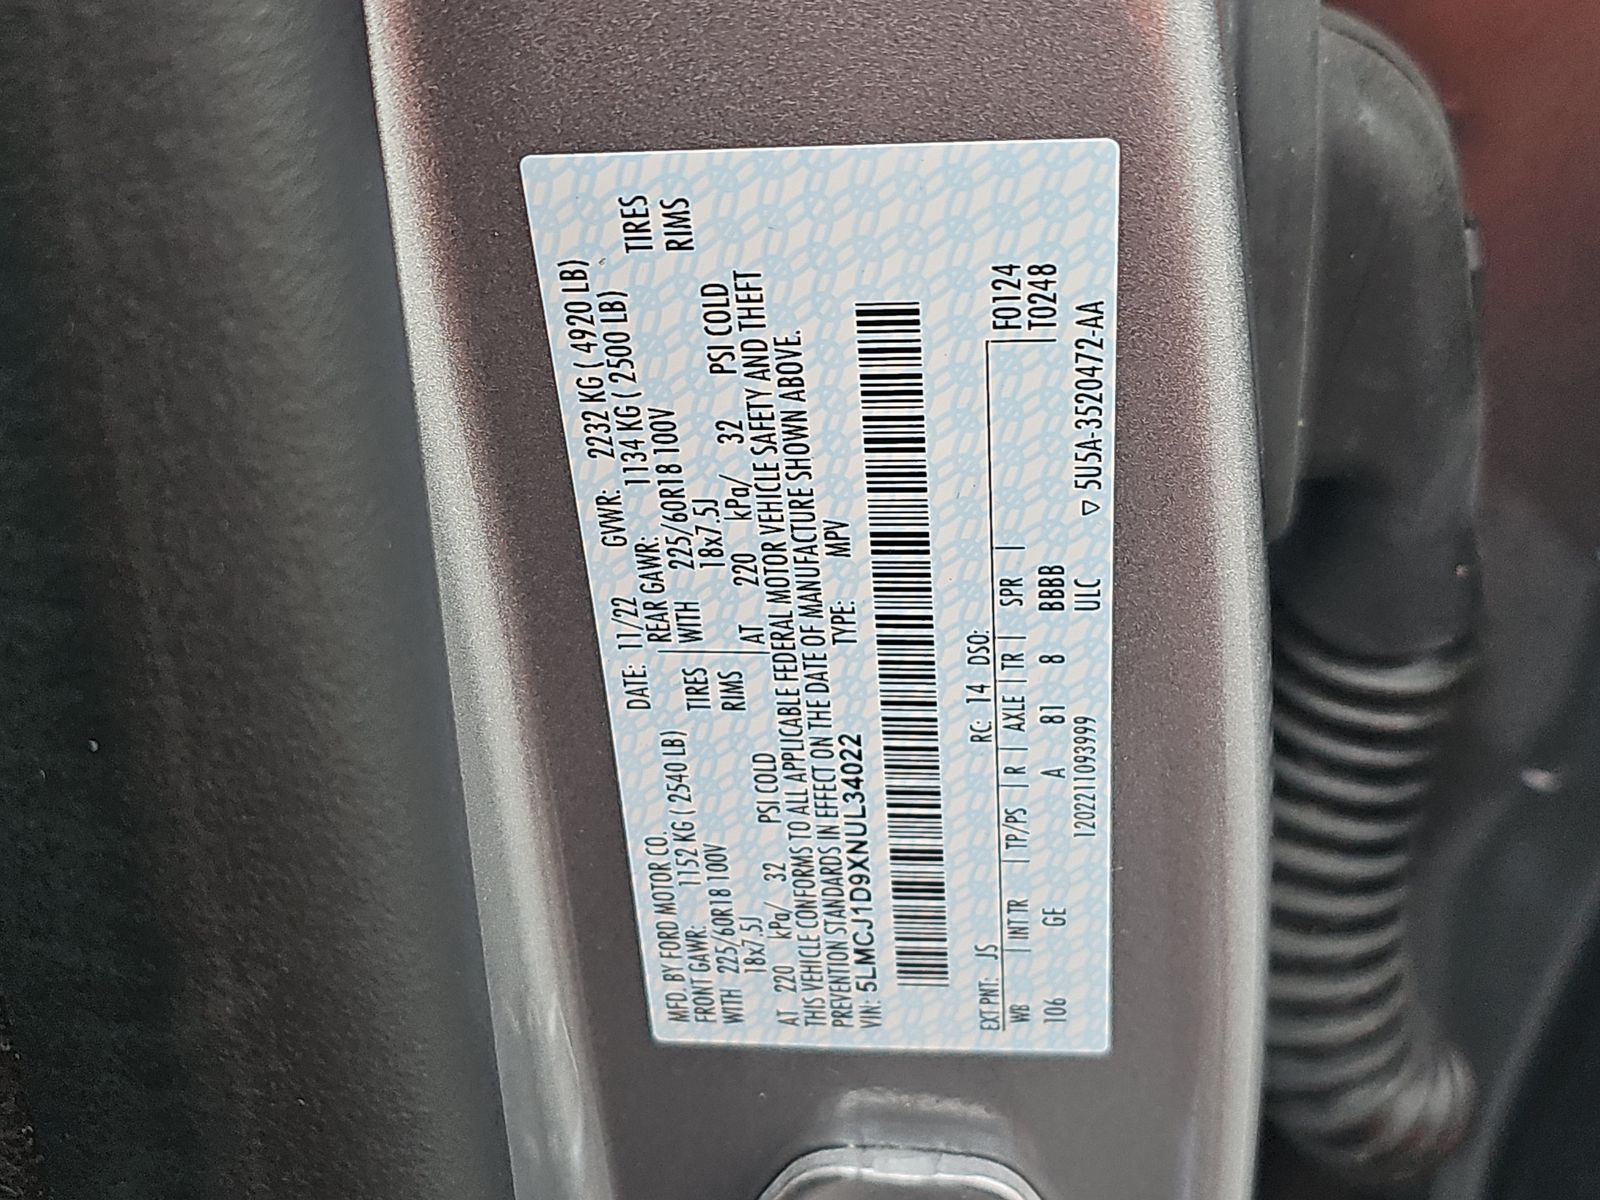 MFD. BY FORD MOTOR CO.
DATE: 11/22 GVWR: 2232 KG ( 4920 LB)
FRONT GAWR: 1152 KG ( 2540 LB) REAR GAWR: 1134 KG ( 2500 LB)
WITH 225/60R18 100V TIRES WITH 225/60R18 100V TIRES
18x7.5J RIMS 18x7.5J RIMS
AT 220 kPa/ 32 PSI COLD AT 220 kPa/ 32 PSI COLD
THIS VEHICLE CONFORMS TO ALL APPLICABLE FEDERAL MOTOR VEHICLE SAFETY AND THEFT
PREVENTION STANDARDS IN EFFECT ON THE DATE OF MANUFACTURE SHOWN ABOVE.
VIN: 5LMCJ1D9XNUL34022 TYPE: MPV
EXT PNT: JS RC: 14 DSO: F0124
WB | INT TR | TP/PS | R | AXLE | TR | SPR | T0248
106 GE A 81 8 BBBB
120221109399​9 ULC ▽ 5U5A-3520472-AA